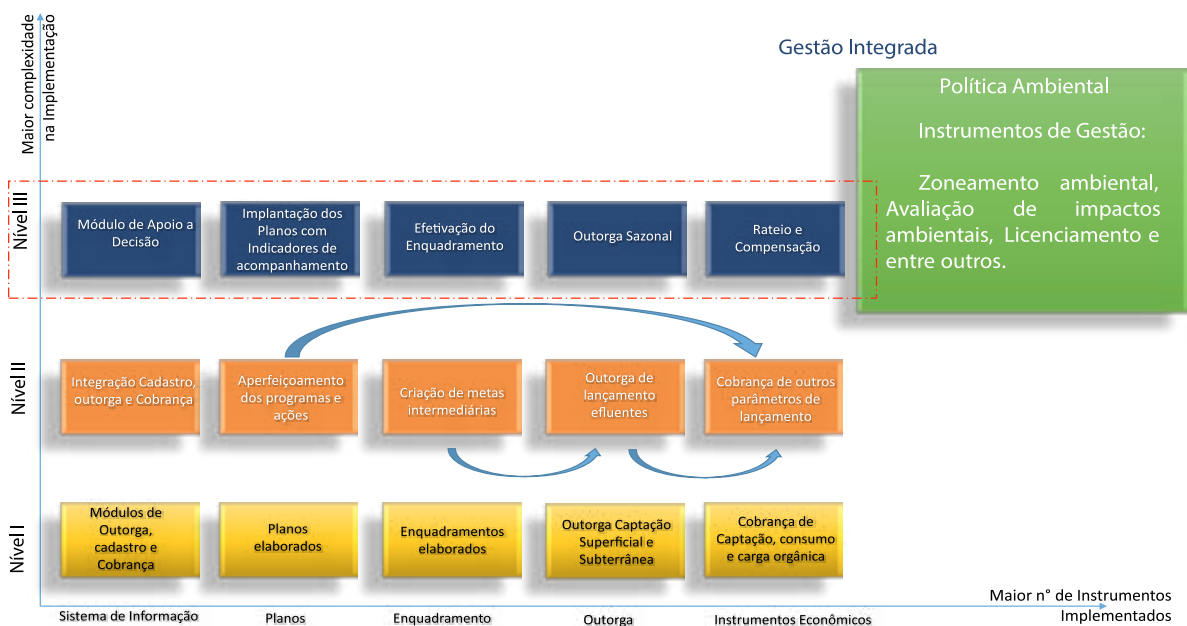 Maior complexidade
na Implementação
Gestão Integrada
Política Ambiental
Instrumentos de Gestão:
Zoneamento ambiental,
Avaliação de impactos
ambientais, Licenciamento e
entre outros.
Nível III
Módulo de Apoio a
Decisão
Implantação dos
Planos com
Indicadores de
acompanhamento
Efetivação do
Enquadramento
Outorga Sazonal
Rateio e
Compensação
Nível II
Integração Cadastro,
outorga e Cobrança
Aperfeiçoamento
dos programas e
ações
Criação de metas
intermediárias
Outorga de
lançamento
efluentes
Cobrança de outros
parâmetros de
lançamento
Nível I
Módulos de
Outorga,
cadastro e
Cobrança
Planos
elaborados
Enquadramentos
elaborados
Outorga Captação
Superficial e
Subterrânea
Cobrança de
Captação, consumo
e carga orgânica
Maior n° de Instrumentos
Implementados
Sistema de Informação
Planos
Enquadramento
Outorga
Instrumentos Econômicos